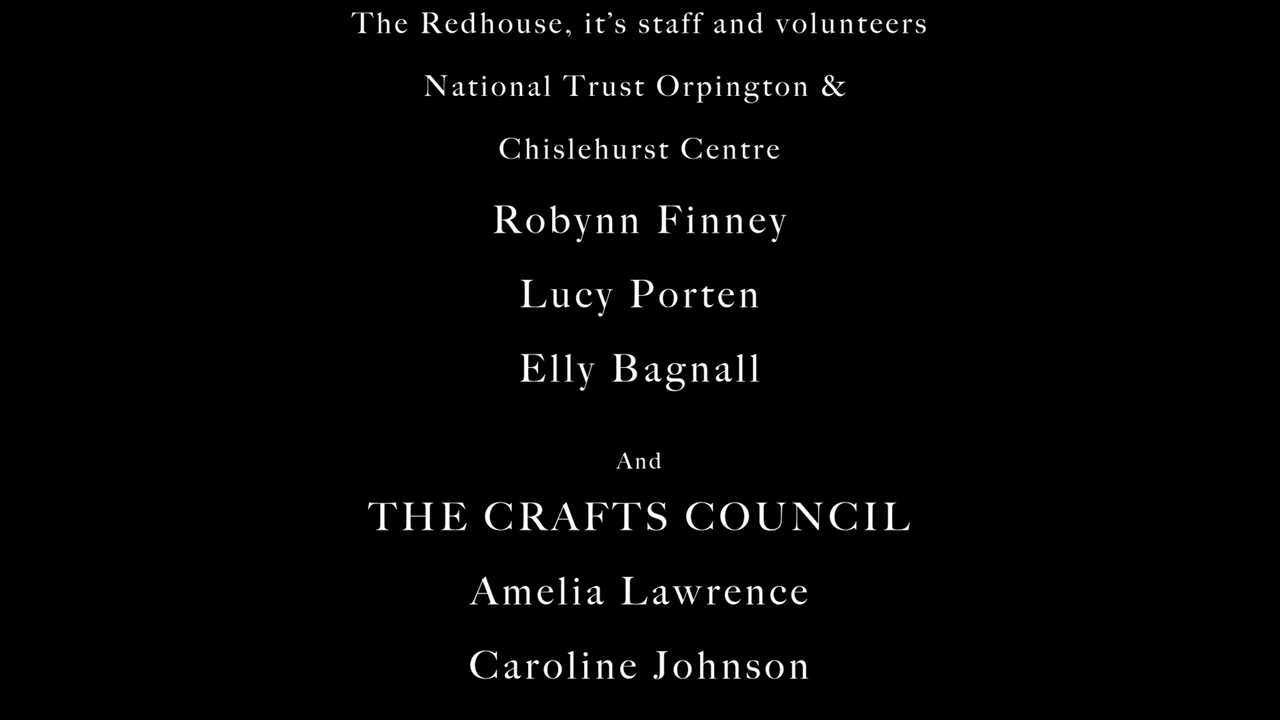 The Redhouse, it’s staff and volunteers
National Trust Orpington &
Chislehurst Centre
Robynn Finney
Lucy Porten
Elly Bagnall
And
THE CRAFTS COUNCIL
Amelia Lawrence
Caroline Johnson